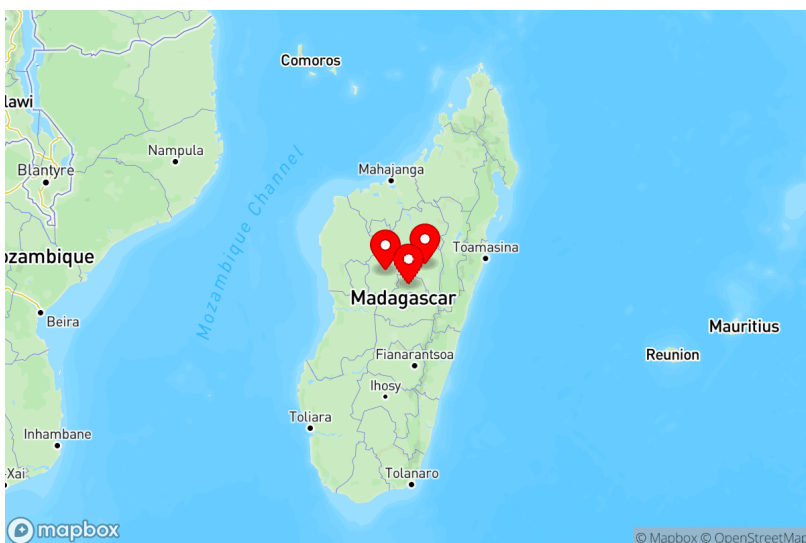 Comoros
lawi
Nampula
Blantyre
Mahajanga
Mozambique Channel
ozambique
Toamasina
Madagascar
Beira
Mauritius
Reunion
Fianarantsoa
Ihosy
Toliara
Inhambane
-Xai
Tolanaro
mapbox
© Mapbox © OpenStreetMap